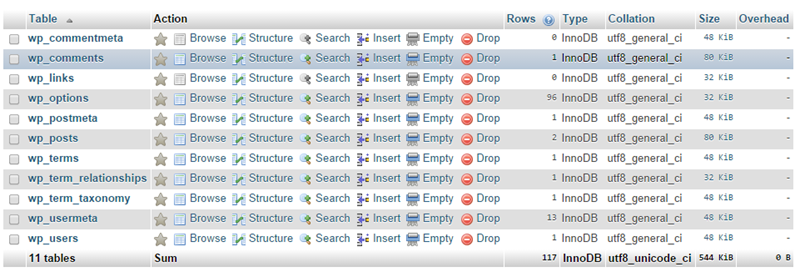 Table Action Rows Type Collation Size Overhead
wp_commentmeta Browse Structure Search Insert Empty Drop 0 InnoDB utf8_general_ci 48 KiB -
wp_comments Browse Structure Search Insert Empty Drop 1 InnoDB utf8_general_ci 80 KiB -
wp_links Browse Structure Search Insert Empty Drop 0 InnoDB utf8_general_ci 32 KiB -
wp_options Browse Structure Search Insert Empty Drop 96 InnoDB utf8_general_ci 32 KiB -
wp_postmeta Browse Structure Search Insert Empty Drop 1 InnoDB utf8_general_ci 48 KiB -
wp_posts Browse Structure Search Insert Empty Drop 2 InnoDB utf8_general_ci 80 KiB -
wp_terms Browse Structure Search Insert Empty Drop 1 InnoDB utf8_general_ci 48 KiB -
wp_term_relationships Browse Structure Search Insert Empty Drop 1 InnoDB utf8_general_ci 32 KiB -
wp_term_taxonomy Browse Structure Search Insert Empty Drop 1 InnoDB utf8_general_ci 48 KiB -
wp_usermeta Browse Structure Search Insert Empty Drop 13 InnoDB utf8_general_ci 48 KiB -
wp_users Browse Structure Search Insert Empty Drop 1 InnoDB utf8_general_ci 48 KiB -
11 tables Sum 117 InnoDB utf8_unicode_ci 544 KiB 0 B